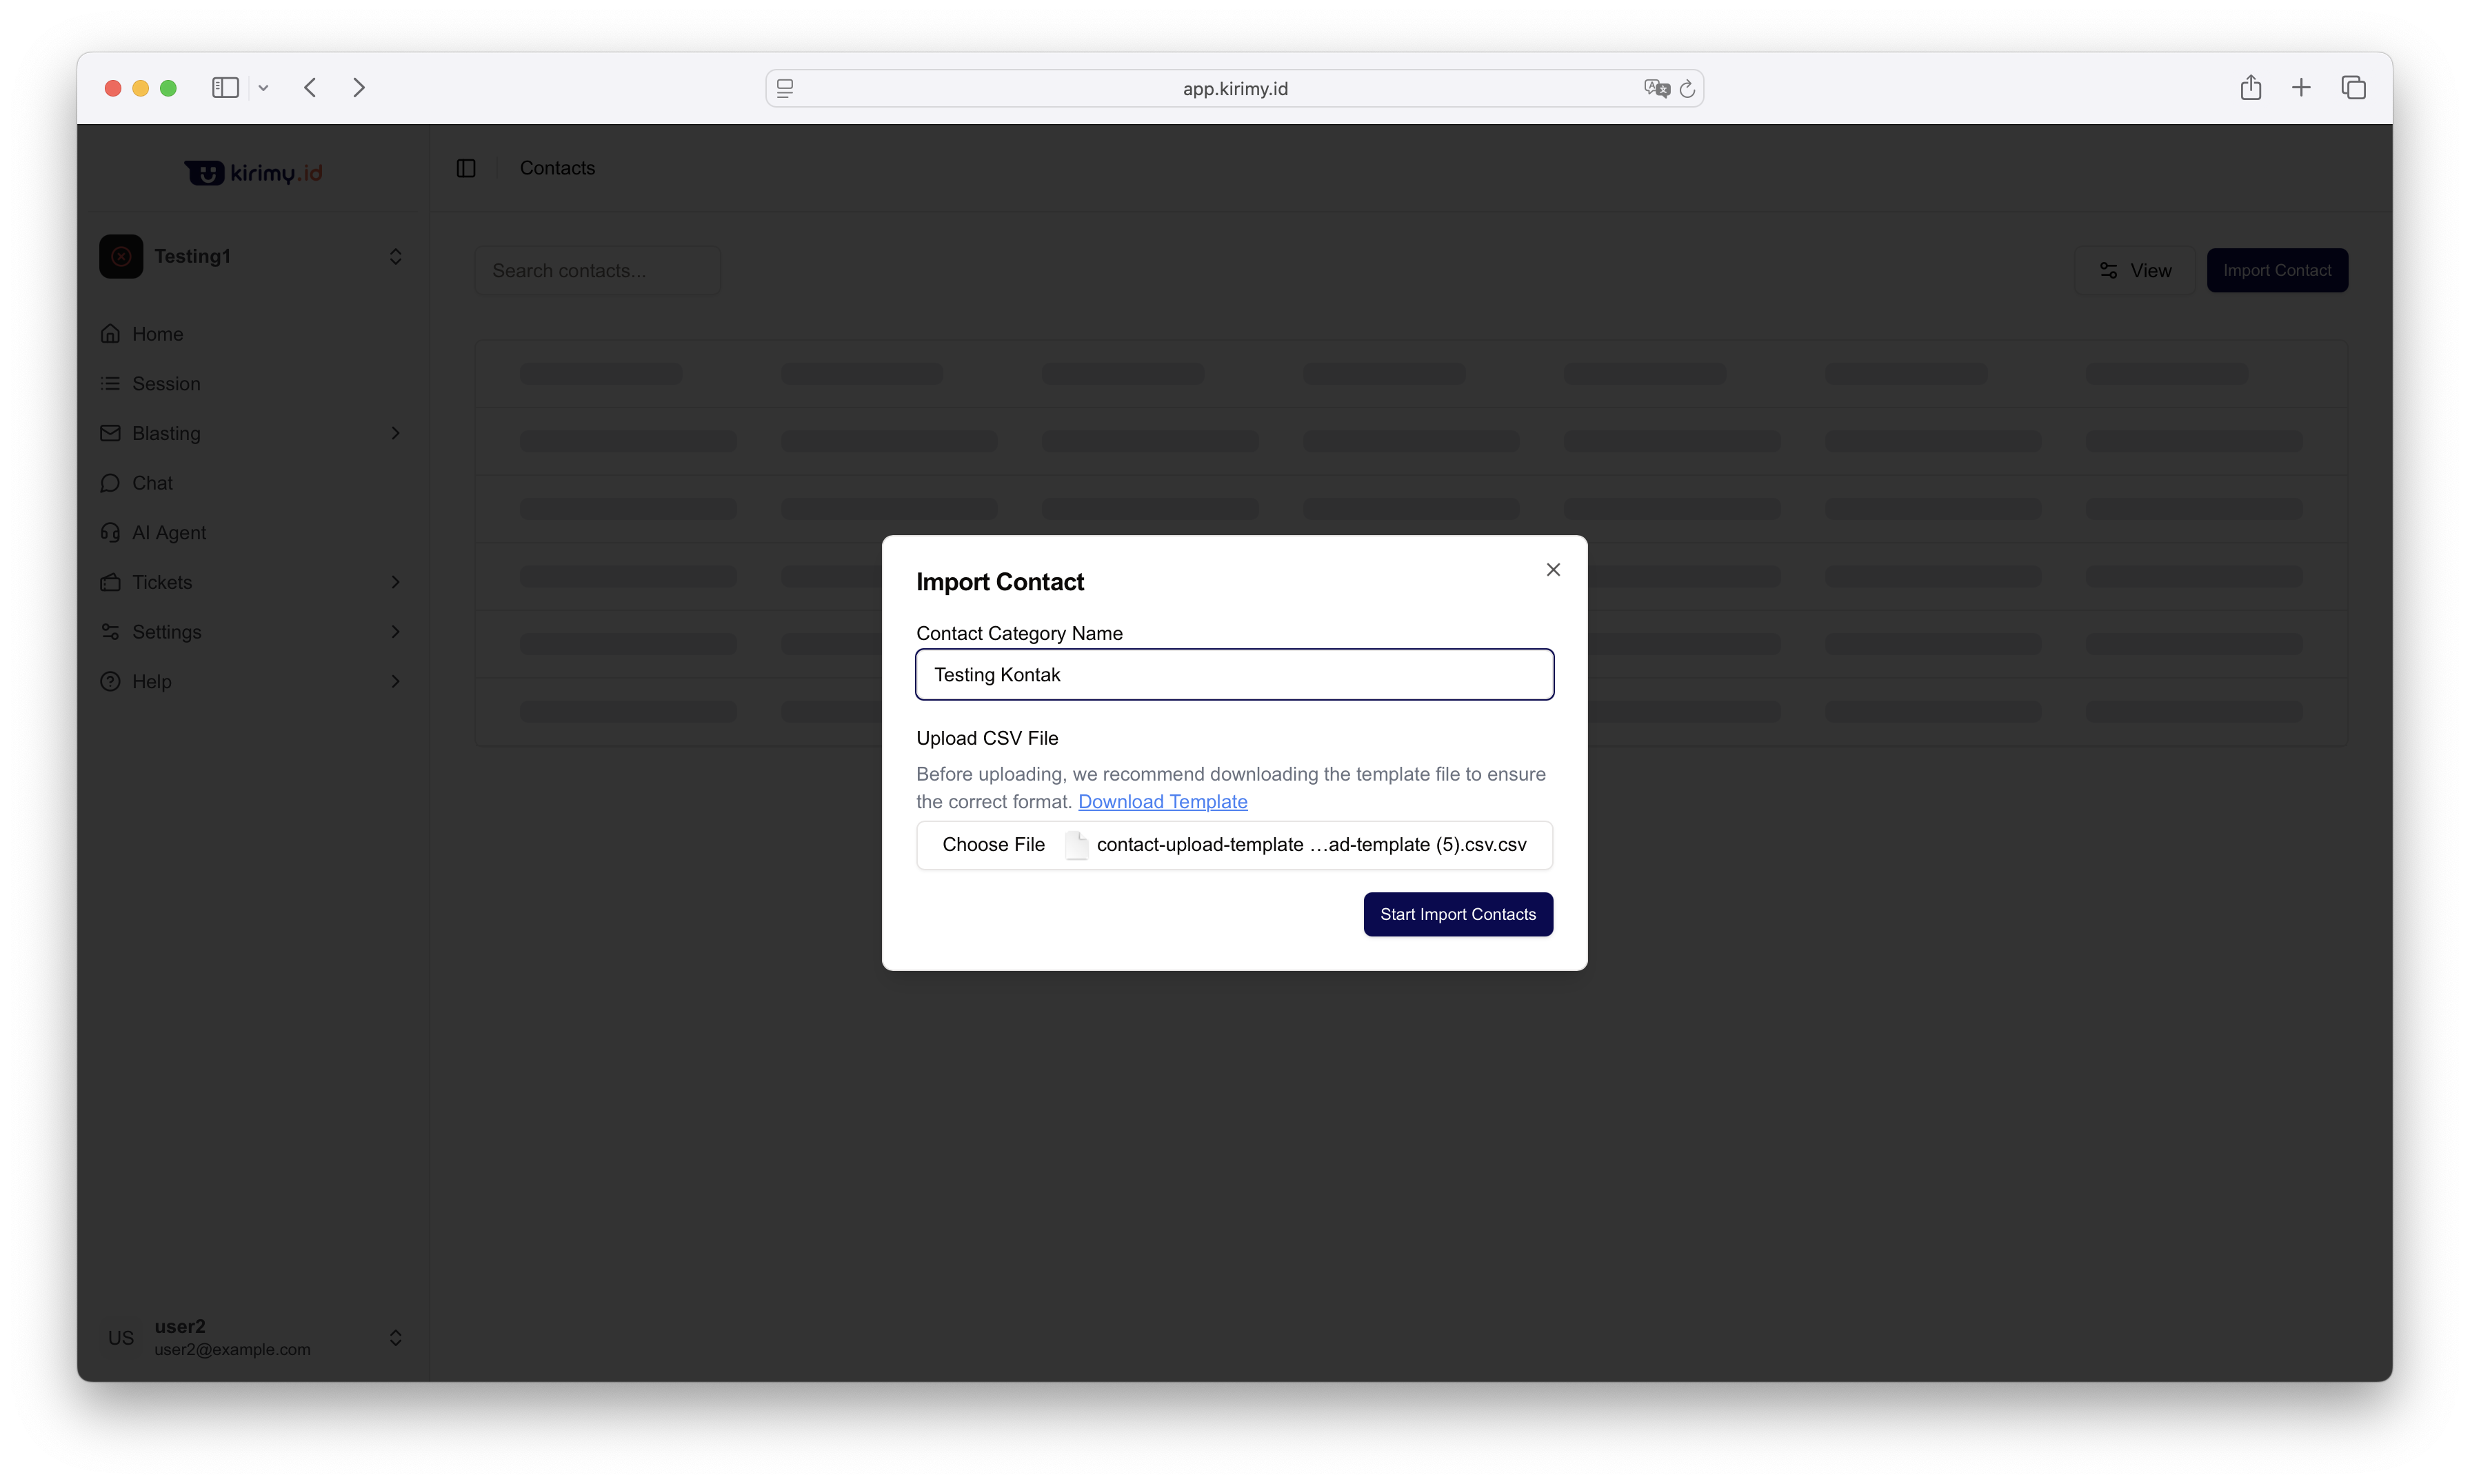 app.kirimy.id
kirimy.id
Contacts
Testing1
Search contacts...
View
Import Contact
Home
Session
Blasting
Chat
AI Agent
Tickets
Settings
Help
Import Contact
Contact Category Name
Testing Kontak
Upload CSV File
Before uploading, we recommend downloading the template file to ensure
the correct format. Download Template
Choose File contact-upload-template ...ad-template (5).csv.csv
Start Import Contacts
US
user2
user2@example.com